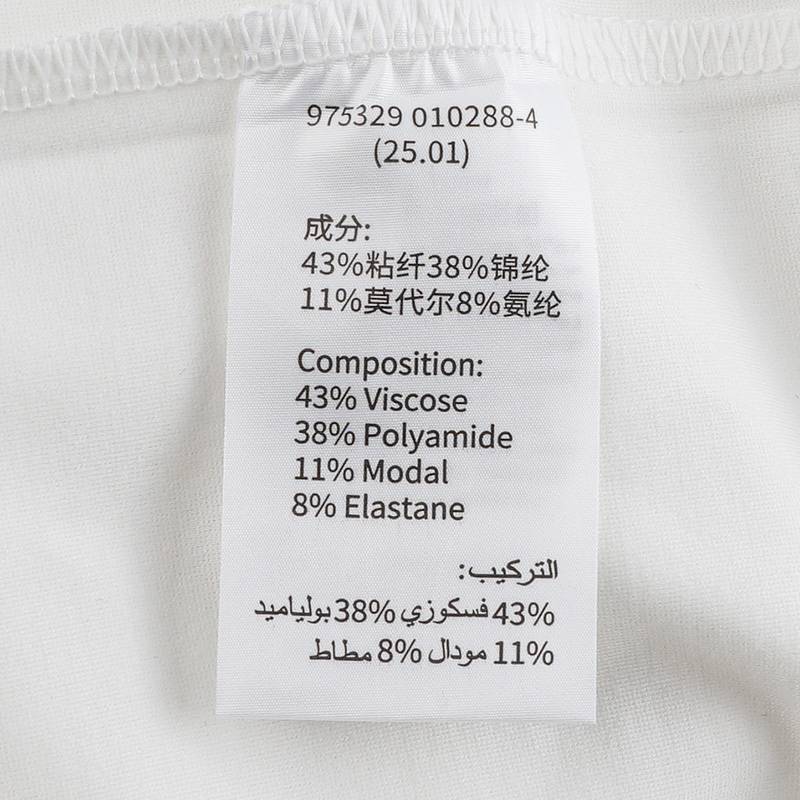 975329 010288-4
(25.01)
成分:
43%粘纤38%锦纶
11%莫代尔8%氨纶
Composition:
43% Viscose
38% Polyamide
11% Modal
8% Elastane
التركيب:
43% فسكوزي 38% بولياميد
11% مودال 8% مطاط